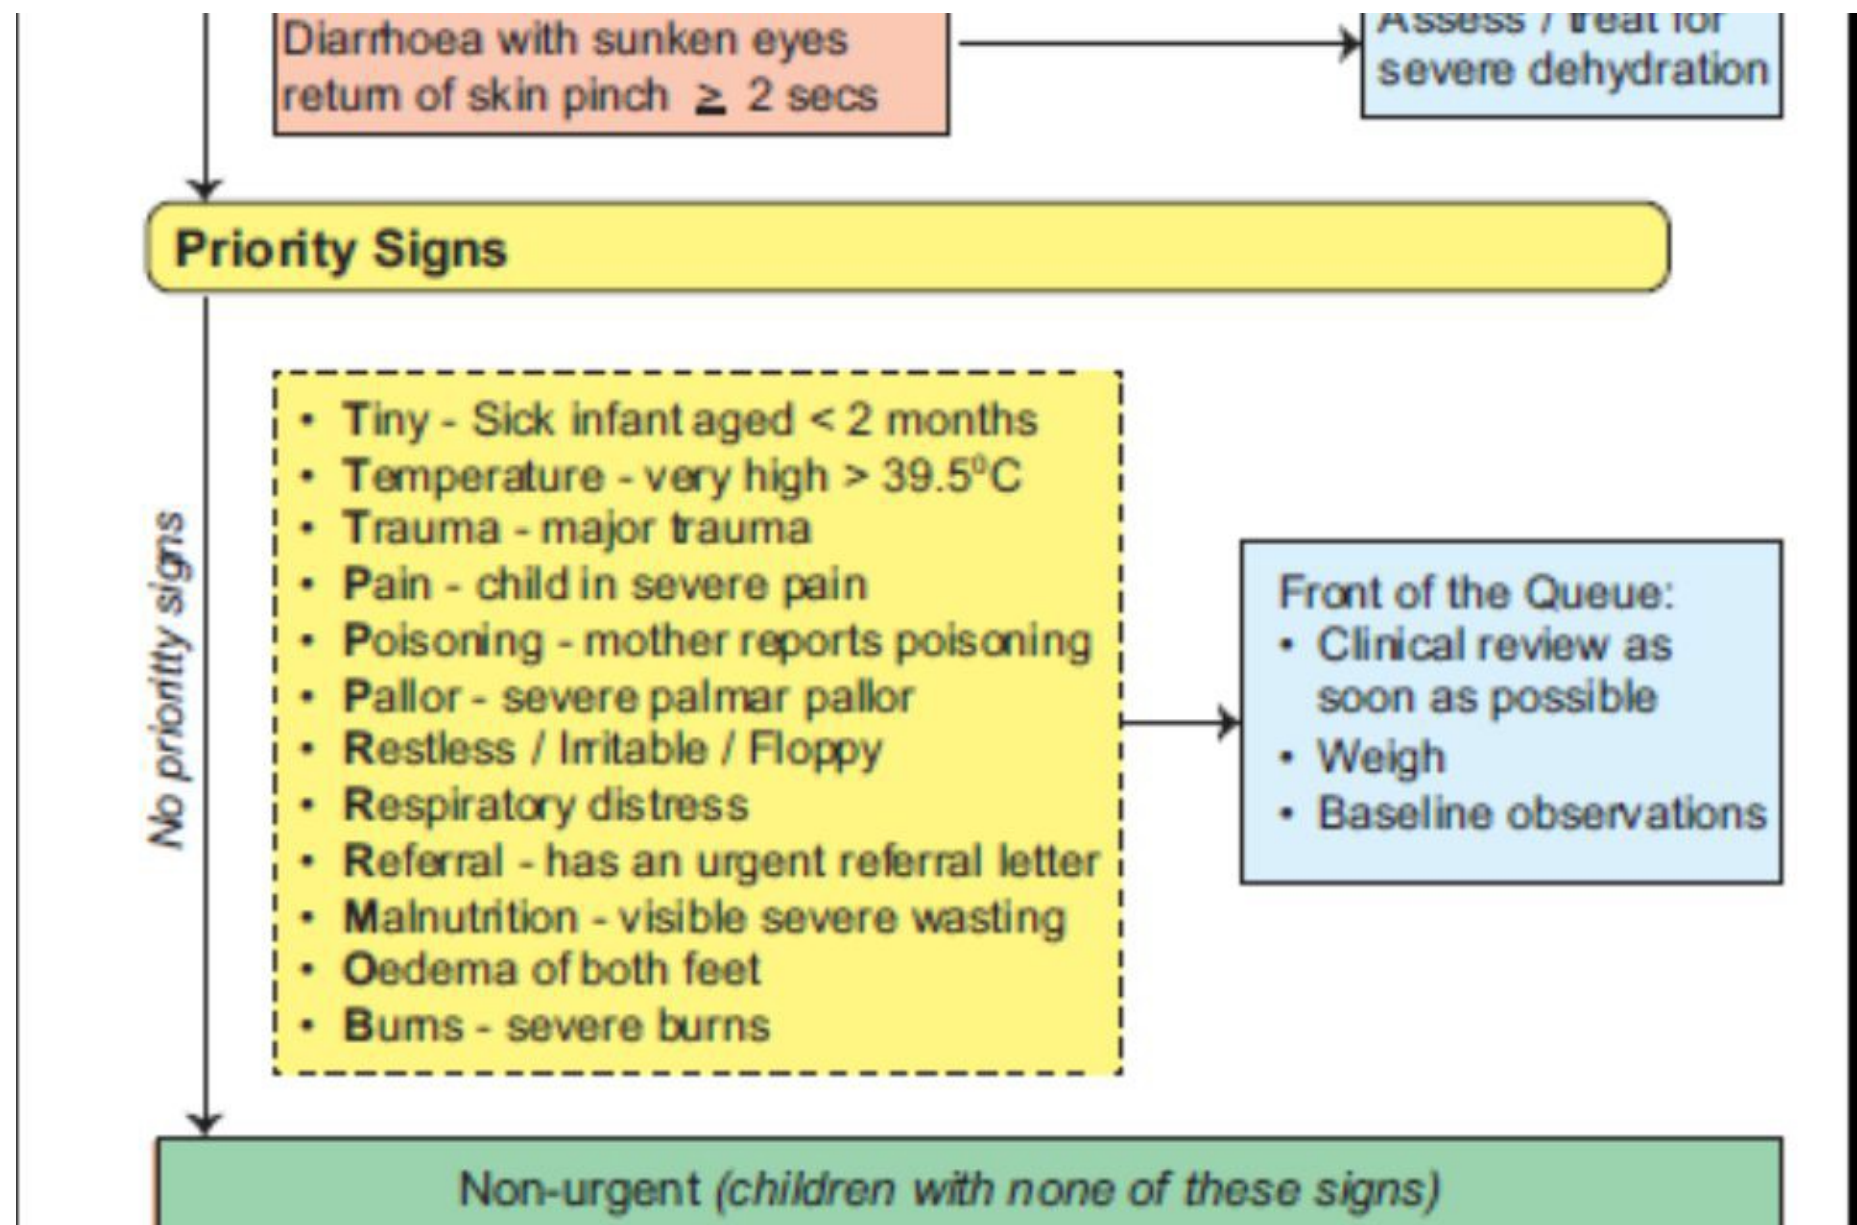 Diarrhoea with sunken eyes
return of skin pinch ≥ 2 secs
Assess / treat for
severe dehydration
Priority Signs
No priority signs
• Tiny - Sick infant aged < 2 months
• Temperature - very high > 39.5⁰C
• Trauma - major trauma
• Pain - child in severe pain
• Poisoning - mother reports poisoning
• Pallor - severe palmar pallor
• Restless / Irritable / Floppy
• Respiratory distress
• Referral - has an urgent referral letter
• Malnutrition - visible severe wasting
• Oedema of both feet
• Burns - severe burns
Front of the Queue:
• Clinical review as
soon as possible
• Weigh
• Baseline observations
Non-urgent (children with none of these signs)